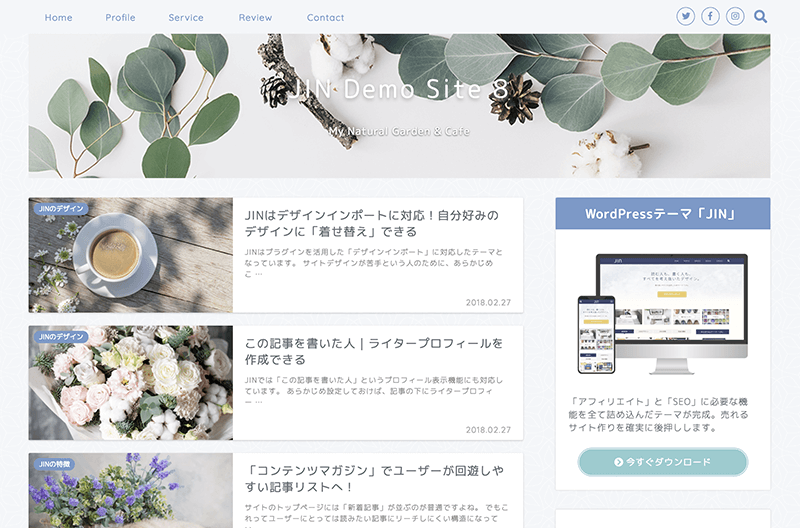 Home Profile Service Review Contact
JIN Demo Site 8
My Natural Garden & Cafe
JINのデザイン
JINはデザインインポートに対応！自分好みの
デザインに「着せ替え」できる
JINはプラグインを活用した「デザインインポート」に対応したテーマと
なっています。 サイトデザインが苦手という人のために、あらかじめ
こ …
2018.02.27
JINのデザイン
この記事を書いた人 | ライタープロフィールを
作成できる
JINでは「この記事を書いた人」というプロフィール表示機能にも対応し
ています。 あらかじめ設定しておけば、記事の下にライタープロフィ
ー …
2018.02.27
JINの特徴
「コンテンツマガジン」でユーザーが回遊しや
すい記事リストへ！
サイトのトップページには「新着記事」が並ぶのが普通ですよね。 でもこ
れってユーザーにとっては読みたい記事にリーチしにくい構造になって
WordPressテーマ「JIN」
JIN
「アフィリエイト」と「SEO」に必要な機
能を全て詰め込んだテーマが完成。売れる
サイト作りを確実に後押しします。
今すぐダウンロード